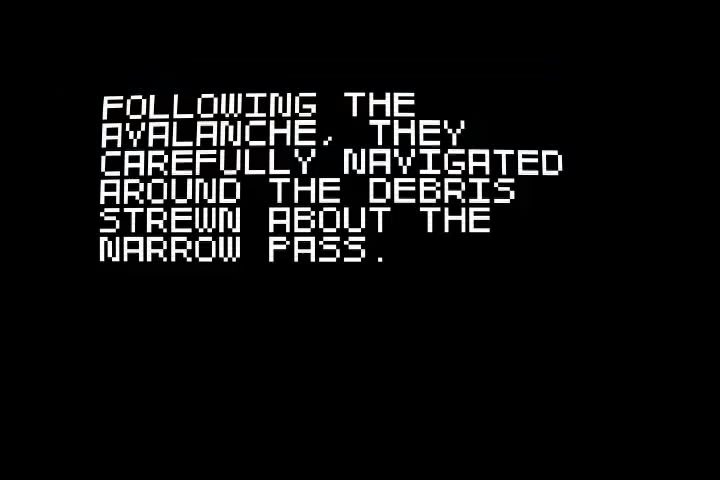 FOLLOWING THE
AVALANCHE, THEY
CAREFULLY NAVIGATED
AROUND THE DEBRIS
STREWN ABOUT THE
NARROW PASS.